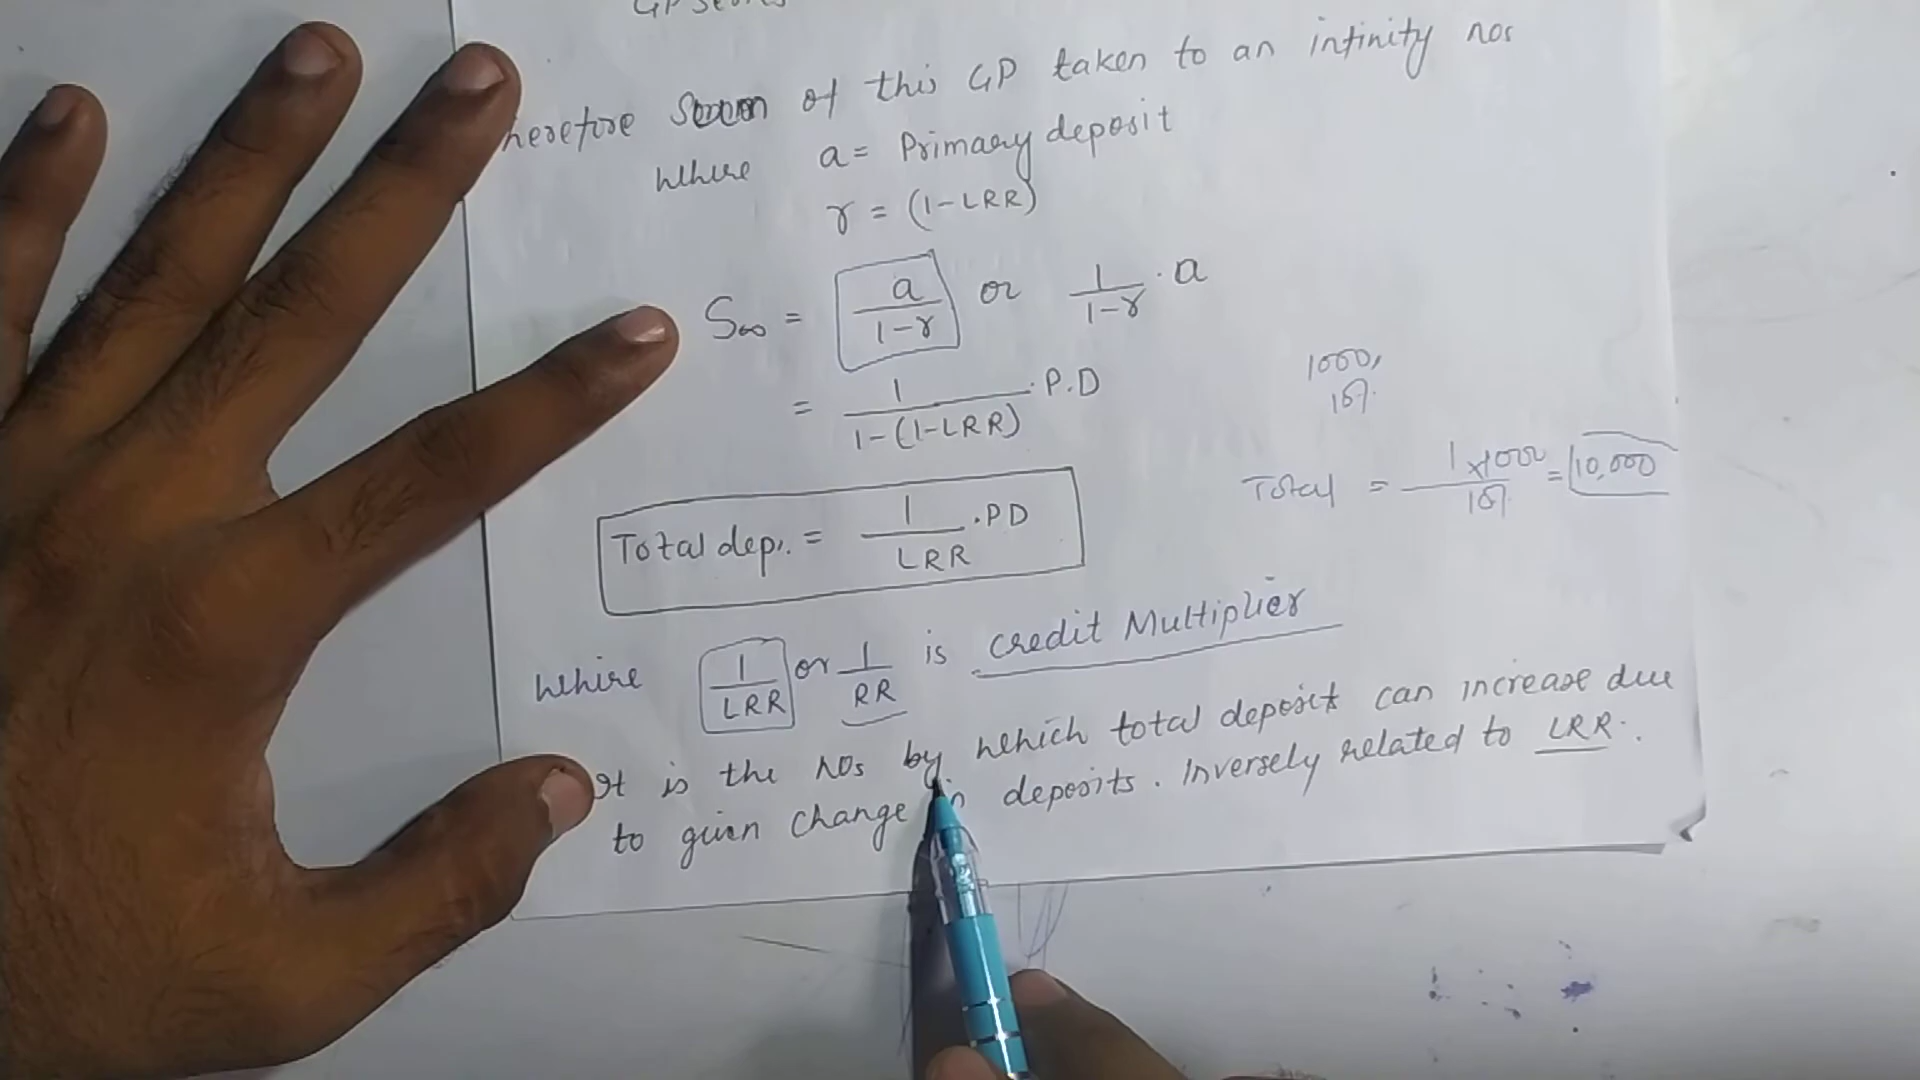 GP
herefore Sum of this GP taken to an infinity nos
Where a = Primary deposit
r = (1-LRR)
S∞ = a/1-r or 1/1-r . a
= 1/1-(1-LRR) . P.D
1000,
10%
Total = 1×1000/10% = 10,000
Total dep. = 1/LRR . PD
Where 1/LRR or 1/RR is credit Multiplier
It is the NOs by which total deposit can increase due
to given change in deposits. Inversely related to LRR.